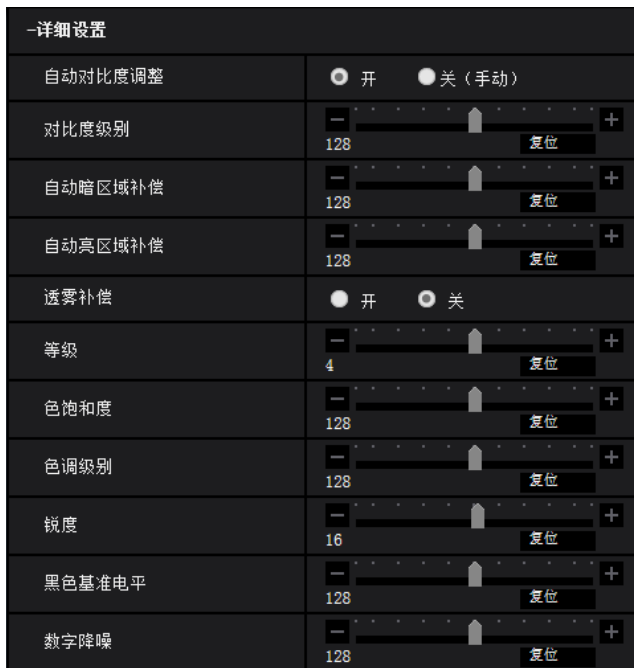 –详细设置
自动对比度调整 开 关（手动）
对比度级别 128 复位
自动暗区域补偿 128 复位
自动亮区域补偿 128 复位
透雾补偿 开 关
等级 4 复位
色饱和度 128 复位
色调级别 128 复位
锐度 16 复位
黑色基准电平 128 复位
数字降噪 128 复位